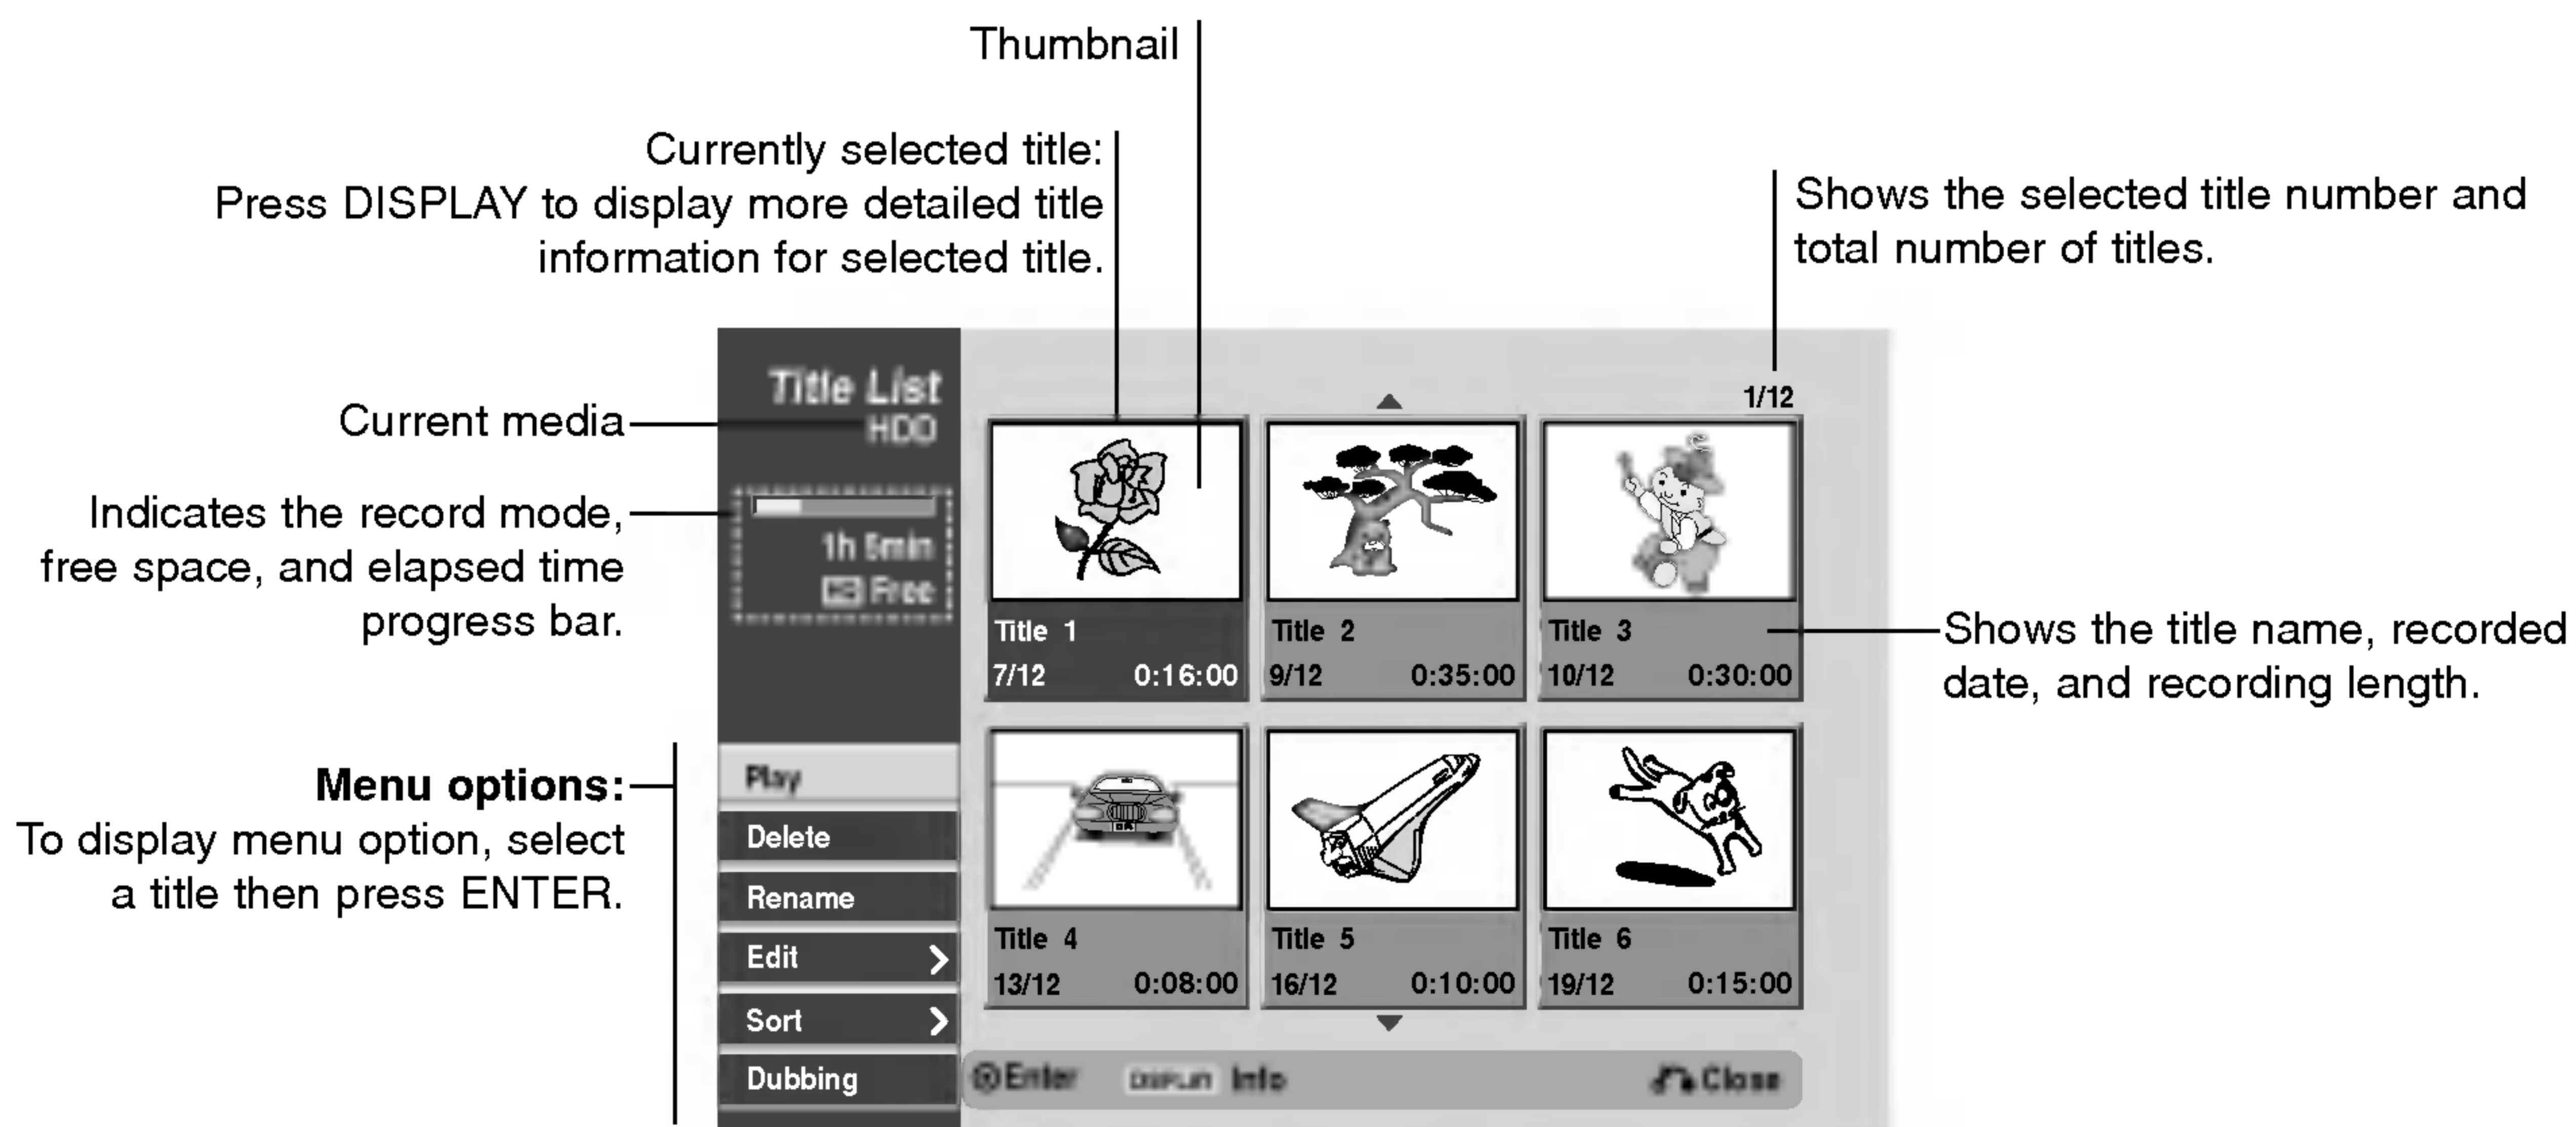 Thumbnail
Currently selected title:
Press DISPLAY to display more detailed title
information for selected title.
Shows the selected title number and
total number of titles.
Current media
Indicates the record mode,
free space, and elapsed time
progress bar.
Menu options:
To display menu option, select
a title then press ENTER.
Title List
HDD
1h 5min
Free
Play
Delete
Rename
Edit
Sort
Dubbing
1/12
Title 1
7/12 0:16:00
Title 2
9/12 0:35:00
Title 3
10/12 0:30:00
Shows the title name, recorded
date, and recording length.
Title 4
13/12 0:08:00
Title 5
16/12 0:10:00
Title 6
19/12 0:15:00
Enter DISPLAY Info Close